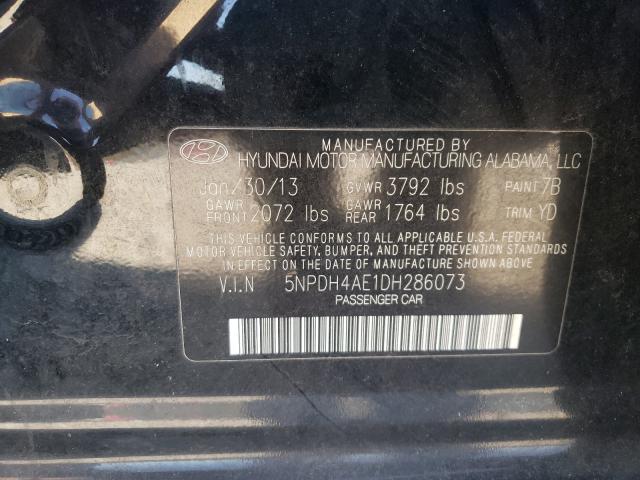 MANUFACTURED BY
HYUNDAI MOTOR MANUFACTURING ALABAMA, LLC
Jan/30/13 GVWR 3792 lbs PAINT 7B
GAWR FRONT 2072 lbs GAWR REAR 1764 lbs TRIM YD
THIS VEHICLE CONFORMS TO ALL APPLICABLE U.S.A. FEDERAL
MOTOR VEHICLE SAFETY, BUMPER, AND THEFT PREVENTION STANDARDS
IN EFFECT ON THE DATE OF MANUFACTURE SHOWN ABOVE
V.I.N 5NPDH4AE1DH286073
PASSENGER CAR